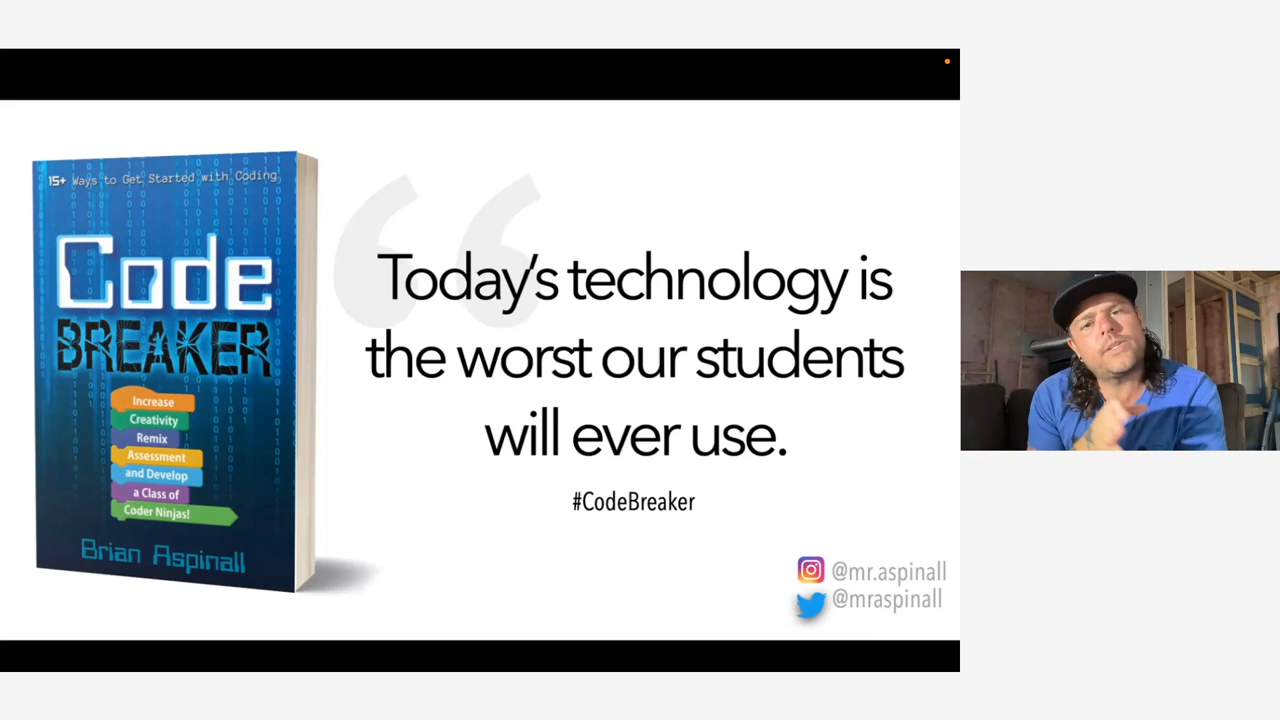 15+ Ways to Get Started with Coding
Code
BREAKER
Increase
Creativity
Remix
Assessment
and Develop
a Class of
Coder Ninjas!
Brian Aspinall
Today's technology is
the worst our students
will ever use.
#CodeBreaker
@mr.aspinall
@mraspinall